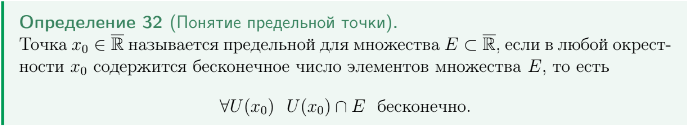 Определение 32 (Понятие предельной точки).
Точка $x_0 \in \overline{\mathbb{R}}$ называется предельной для множества $E \subset \overline{\mathbb{R}}$, если в любой окрест-
ности $x_0$ содержится бесконечное число элементов множества $E$, то есть
$\forall U(x_0)\ \ U(x_0) \cap E$ бесконечно.